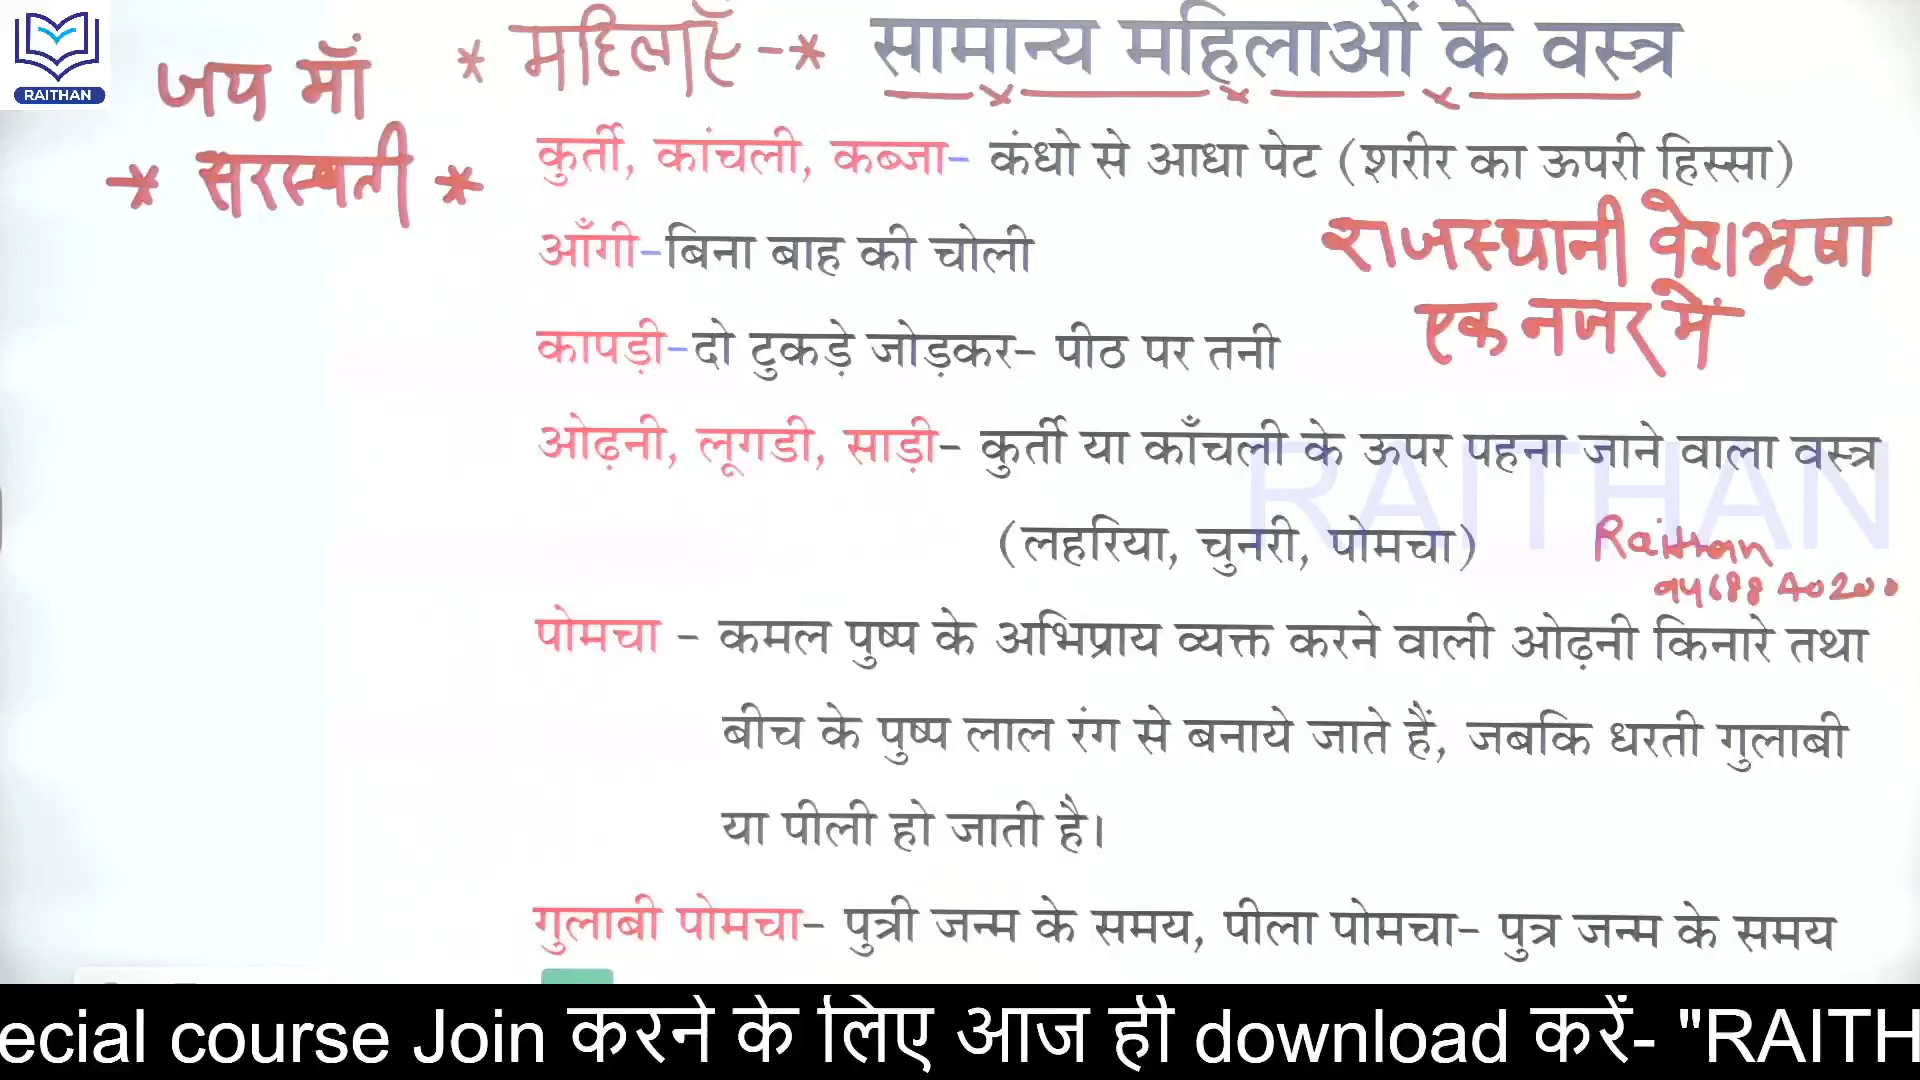 RAITHAN
जय माँ
* सरस्वती *
* महिलाएँ - * सामान्य महिलाओं के वस्त्र
कुर्ती, कांचली, कब्जा- कंधो से आधा पेट (शरीर का ऊपरी हिस्सा)
आँगी-बिना बाह की चोली
राजस्थानी वेशभूषा
एक नजर में
कापड़ी-दो टुकड़े जोड़कर- पीठ पर तनी
ओढ़नी, लूगडी, साड़ी- कुर्ती या काँचली के ऊपर पहना जाने वाला वस्त्र
RAITHAN
(लहरिया, चुनरी, पोमचा)
Raithan
पोमचा - कमल पुष्प के अभिप्राय व्यक्त करने वाली ओढ़नी किनारे तथा
बीच के पुष्प लाल रंग से बनाये जाते हैं, जबकि धरती गुलाबी
या पीली हो जाती है।
गुलाबी पोमचा- पुत्री जन्म के समय, पीला पोमचा- पुत्र जन्म के समय
ecial course Join करने के लिए आज ही download करें- "RAITH